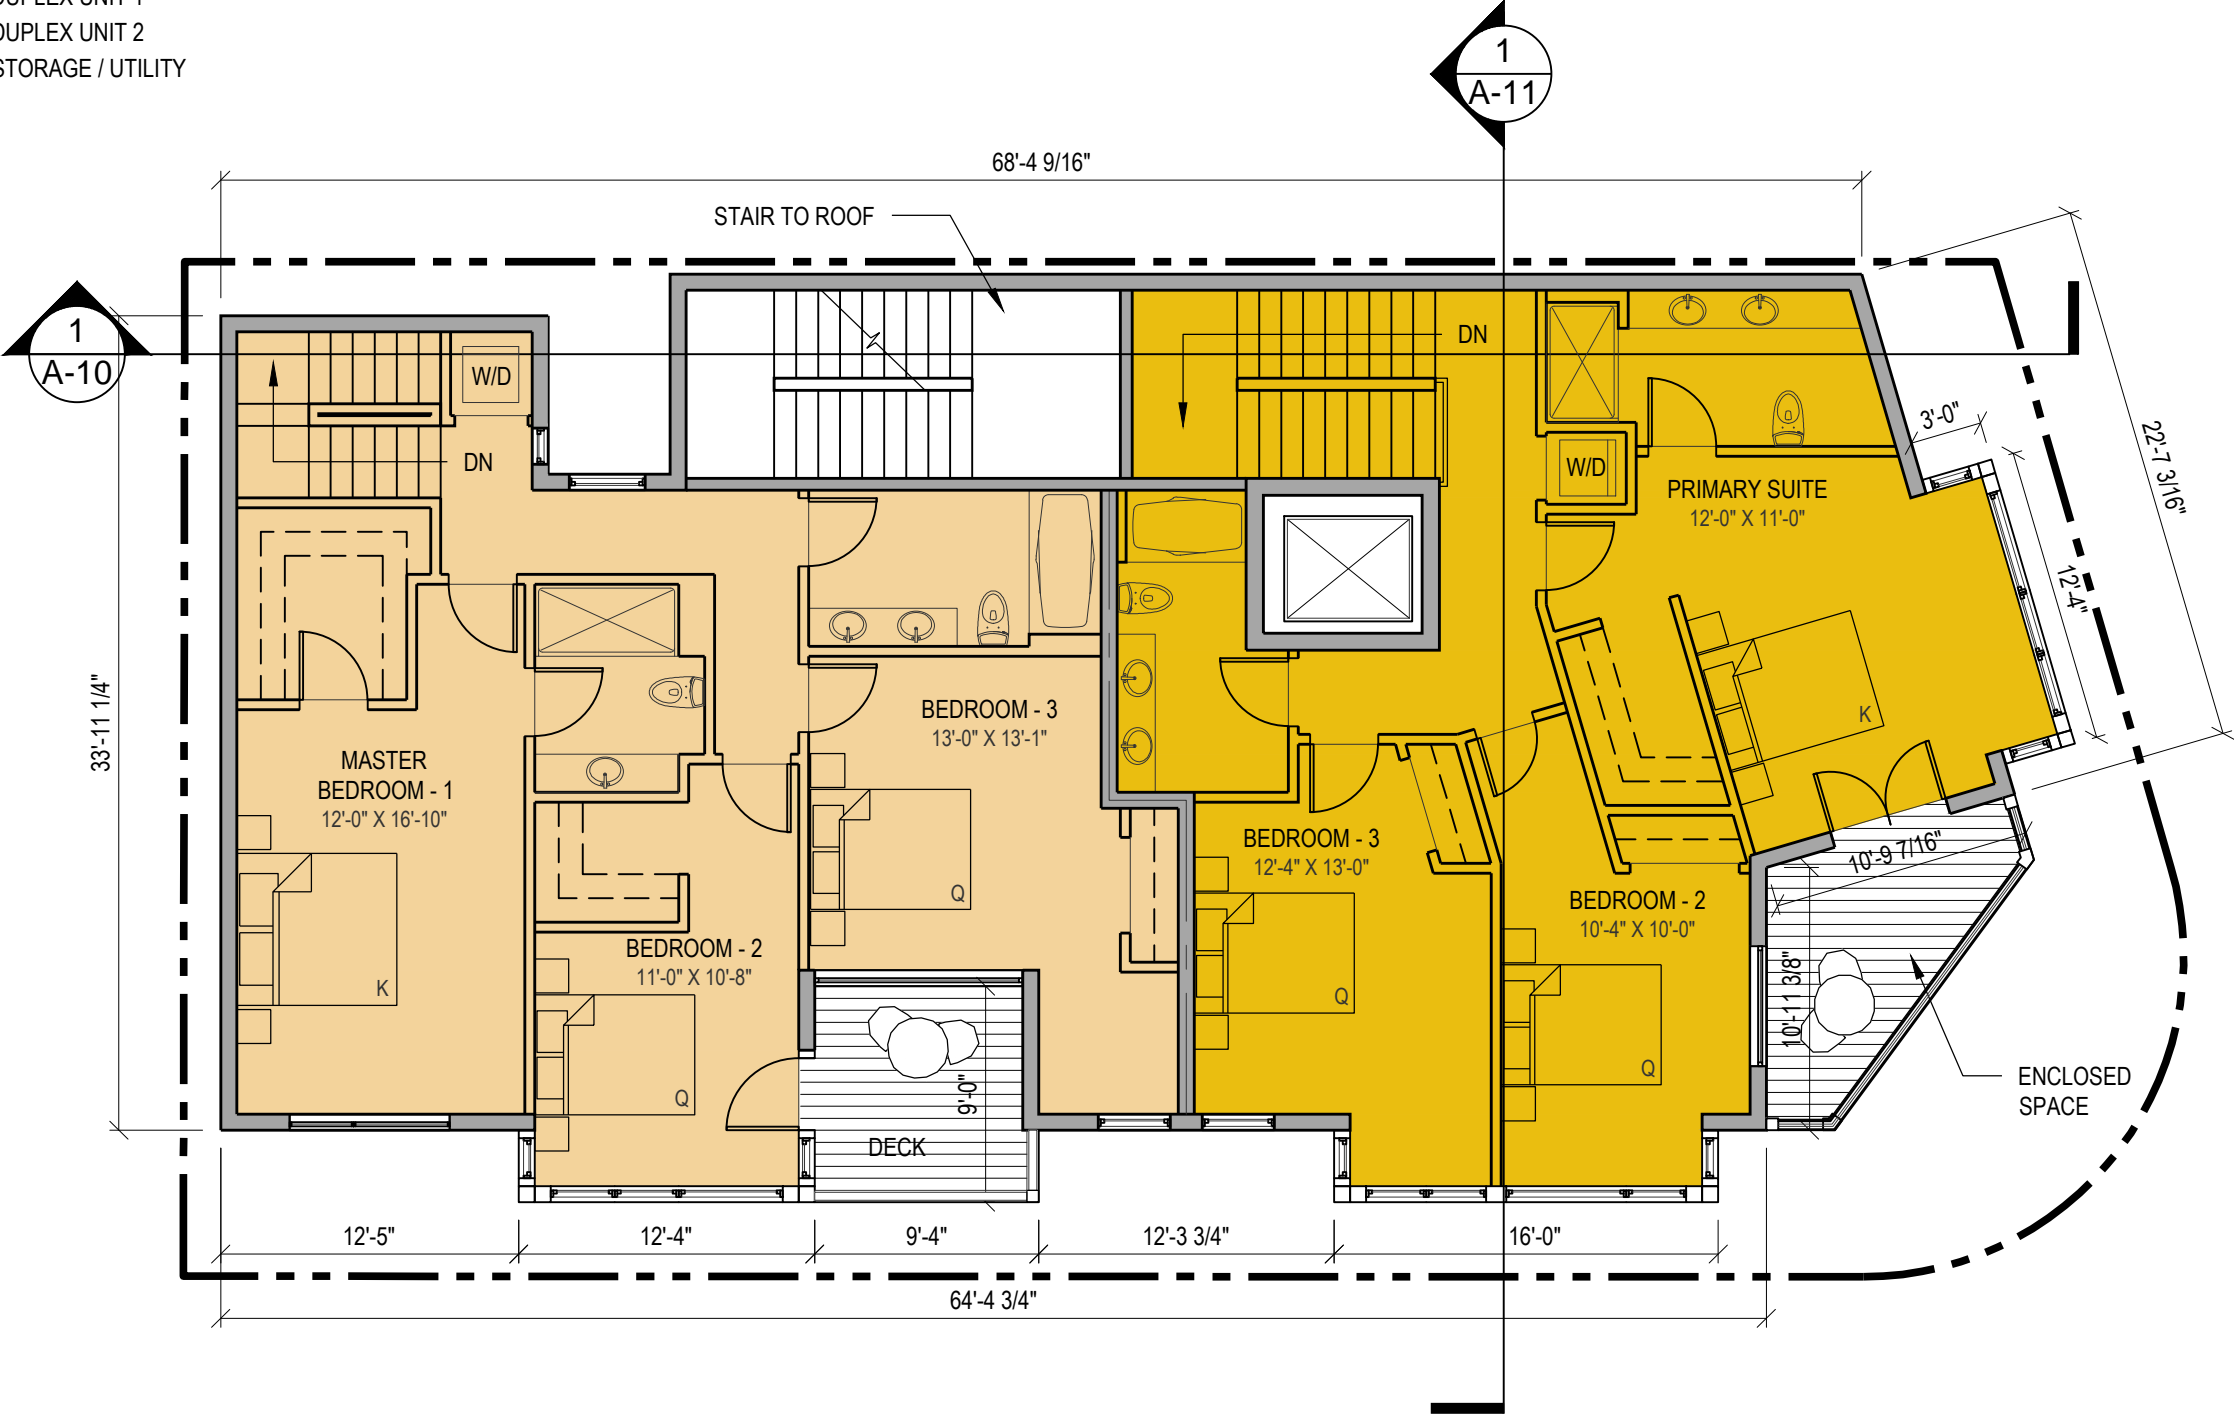 DUPLEX UNIT 1
DUPLEX UNIT 2
STORAGE / UTILITY
1
A-11
68'-4 9/16"
STAIR TO ROOF
1
A-10
DN
W/D
DN
3'-0"
22'-7 3/16"
W/D
PRIMARY SUITE
12'-0" X 11'-0"
12'-4"
33'-11 1/4"
K
BEDROOM - 3
13'-0" X 13'-1"
MASTER
BEDROOM - 1
12'-0" X 16'-10"
BEDROOM - 3
12'-4" X 13'-0"
10'-9 7/16"
Q
BEDROOM - 2
10'-4" X 10'-0"
BEDROOM - 2
11'-0" X 10'-8"
K
Q
10'-11 3/8"
Q
Q
9'-0"
ENCLOSED
SPACE
DECK
12'-5"
12'-4"
9'-4"
12'-3 3/4"
16'-0"
64'-4 3/4"